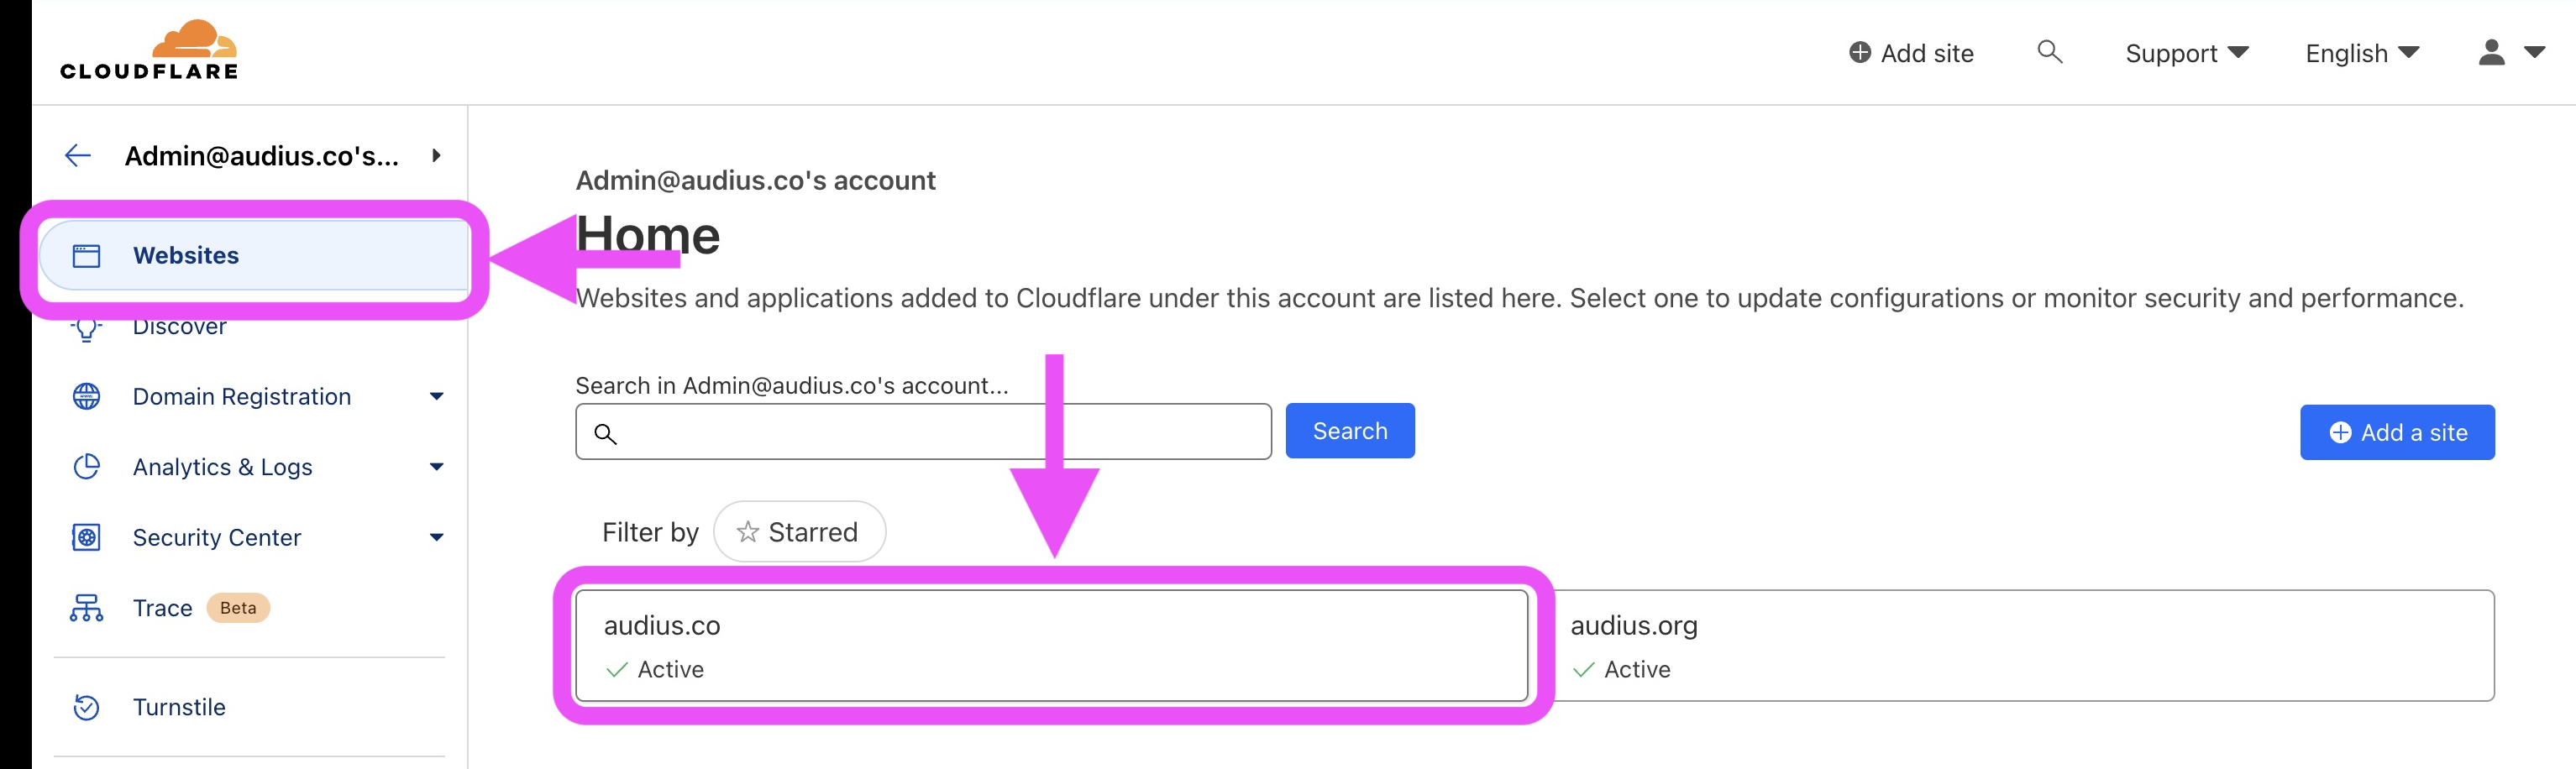 CLOUDFLARE
Add site
Support
English
Admin@audius.co's...
Websites
Discover
Domain Registration
Analytics & Logs
Security Center
Trace Beta
Turnstile
Admin@audius.co's account
Home
Websites and applications added to Cloudflare under this account are listed here. Select one to update configurations or monitor security and performance.
Search in Admin@audius.co's account...
Search
Add a site
Filter by Starred
audius.co
Active
audius.org
Active